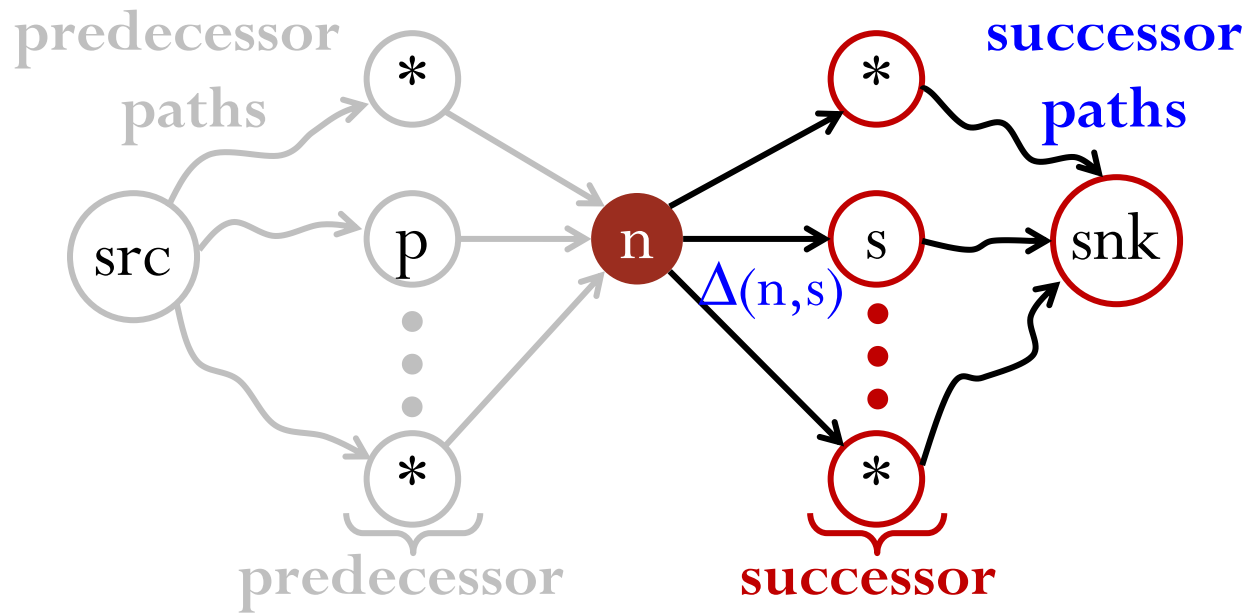 predecessor
paths
successor
paths
*
*
src
p
n
s
snk
Δ(n,s)
*
*
predecessor
successor